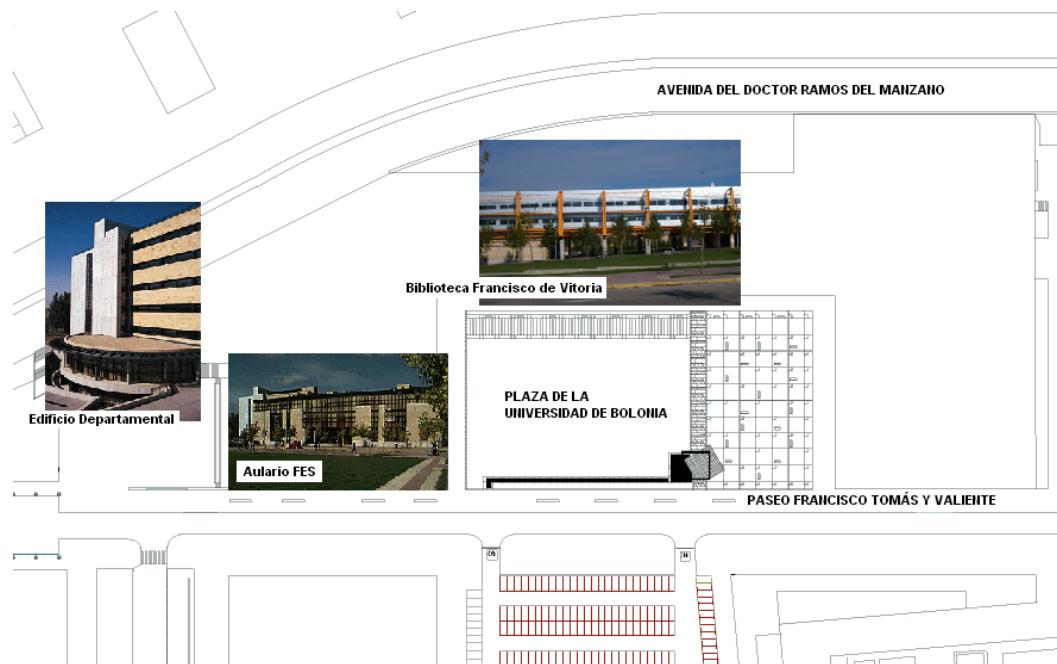 AVENIDA DEL DOCTOR RAMOS DEL MANZANO
Biblioteca Francisco de Vitoria
PLAZA DE LA
UNIVERSIDAD DE BOLONIA
Edificio Departamental
Aulario FES
PASEO FRANCISCO TOMÁS Y VALIENTE